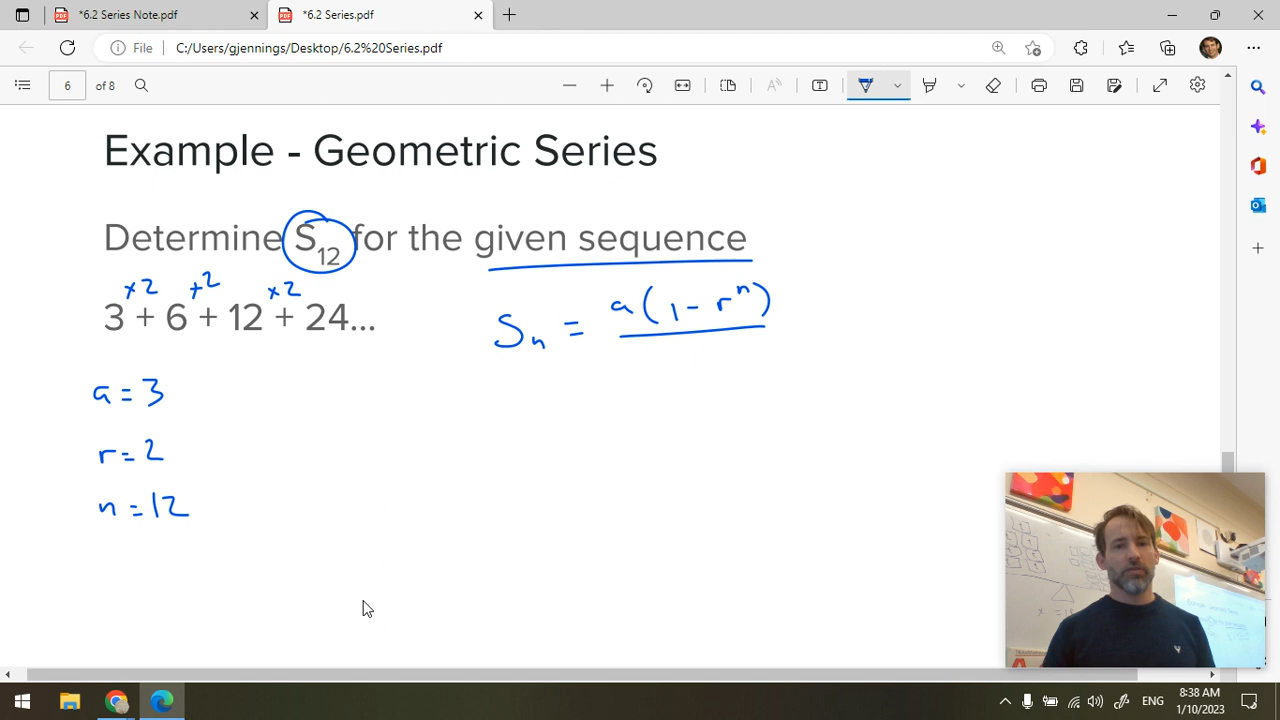 *6.2 Series Note.pdf
*6.2 Series.pdf
File
C:/Users/gjennings/Desktop/6.2%20Series.pdf
6
of 8
Example - Geometric Series
Determine S12 for the given sequence
×2 ×2 ×2
3 + 6 + 12 + 24...
Sn = a(1 - r^n)
a = 3
r = 2
n = 12
ENG
8:38 AM
1/10/2023